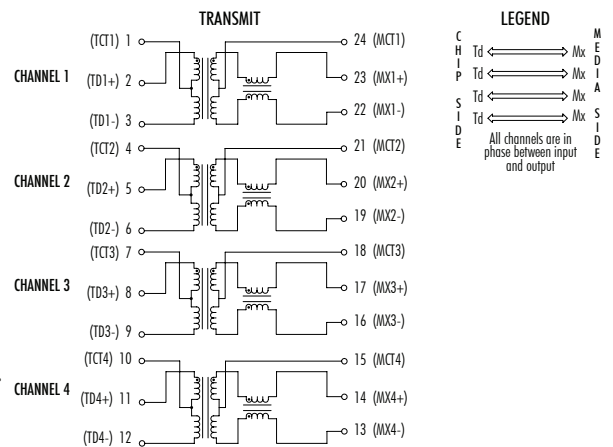 TRANSMIT
(TCT1) 1
24 (MCT1)
CHANNEL 1
(TD1+) 2
23 (MX1+)
(TD1-) 3
22 (MX1-)
(TCT2) 4
21 (MCT2)
CHANNEL 2
(TD2+) 5
20 (MX2+)
(TD2-) 6
19 (MX2-)
(TCT3) 7
18 (MCT3)
CHANNEL 3
(TD3+) 8
17 (MX3+)
(TD3-) 9
16 (MX3-)
(TCT4) 10
15 (MCT4)
CHANNEL 4
(TD4+) 11
14 (MX4+)
(TD4-) 12
13 (MX4-)
LEGEND
CHIP SIDE
Td Mx
Td Mx
Td Mx
Td Mx
MEDIA SIDE
All channels are in
phase between input
and output